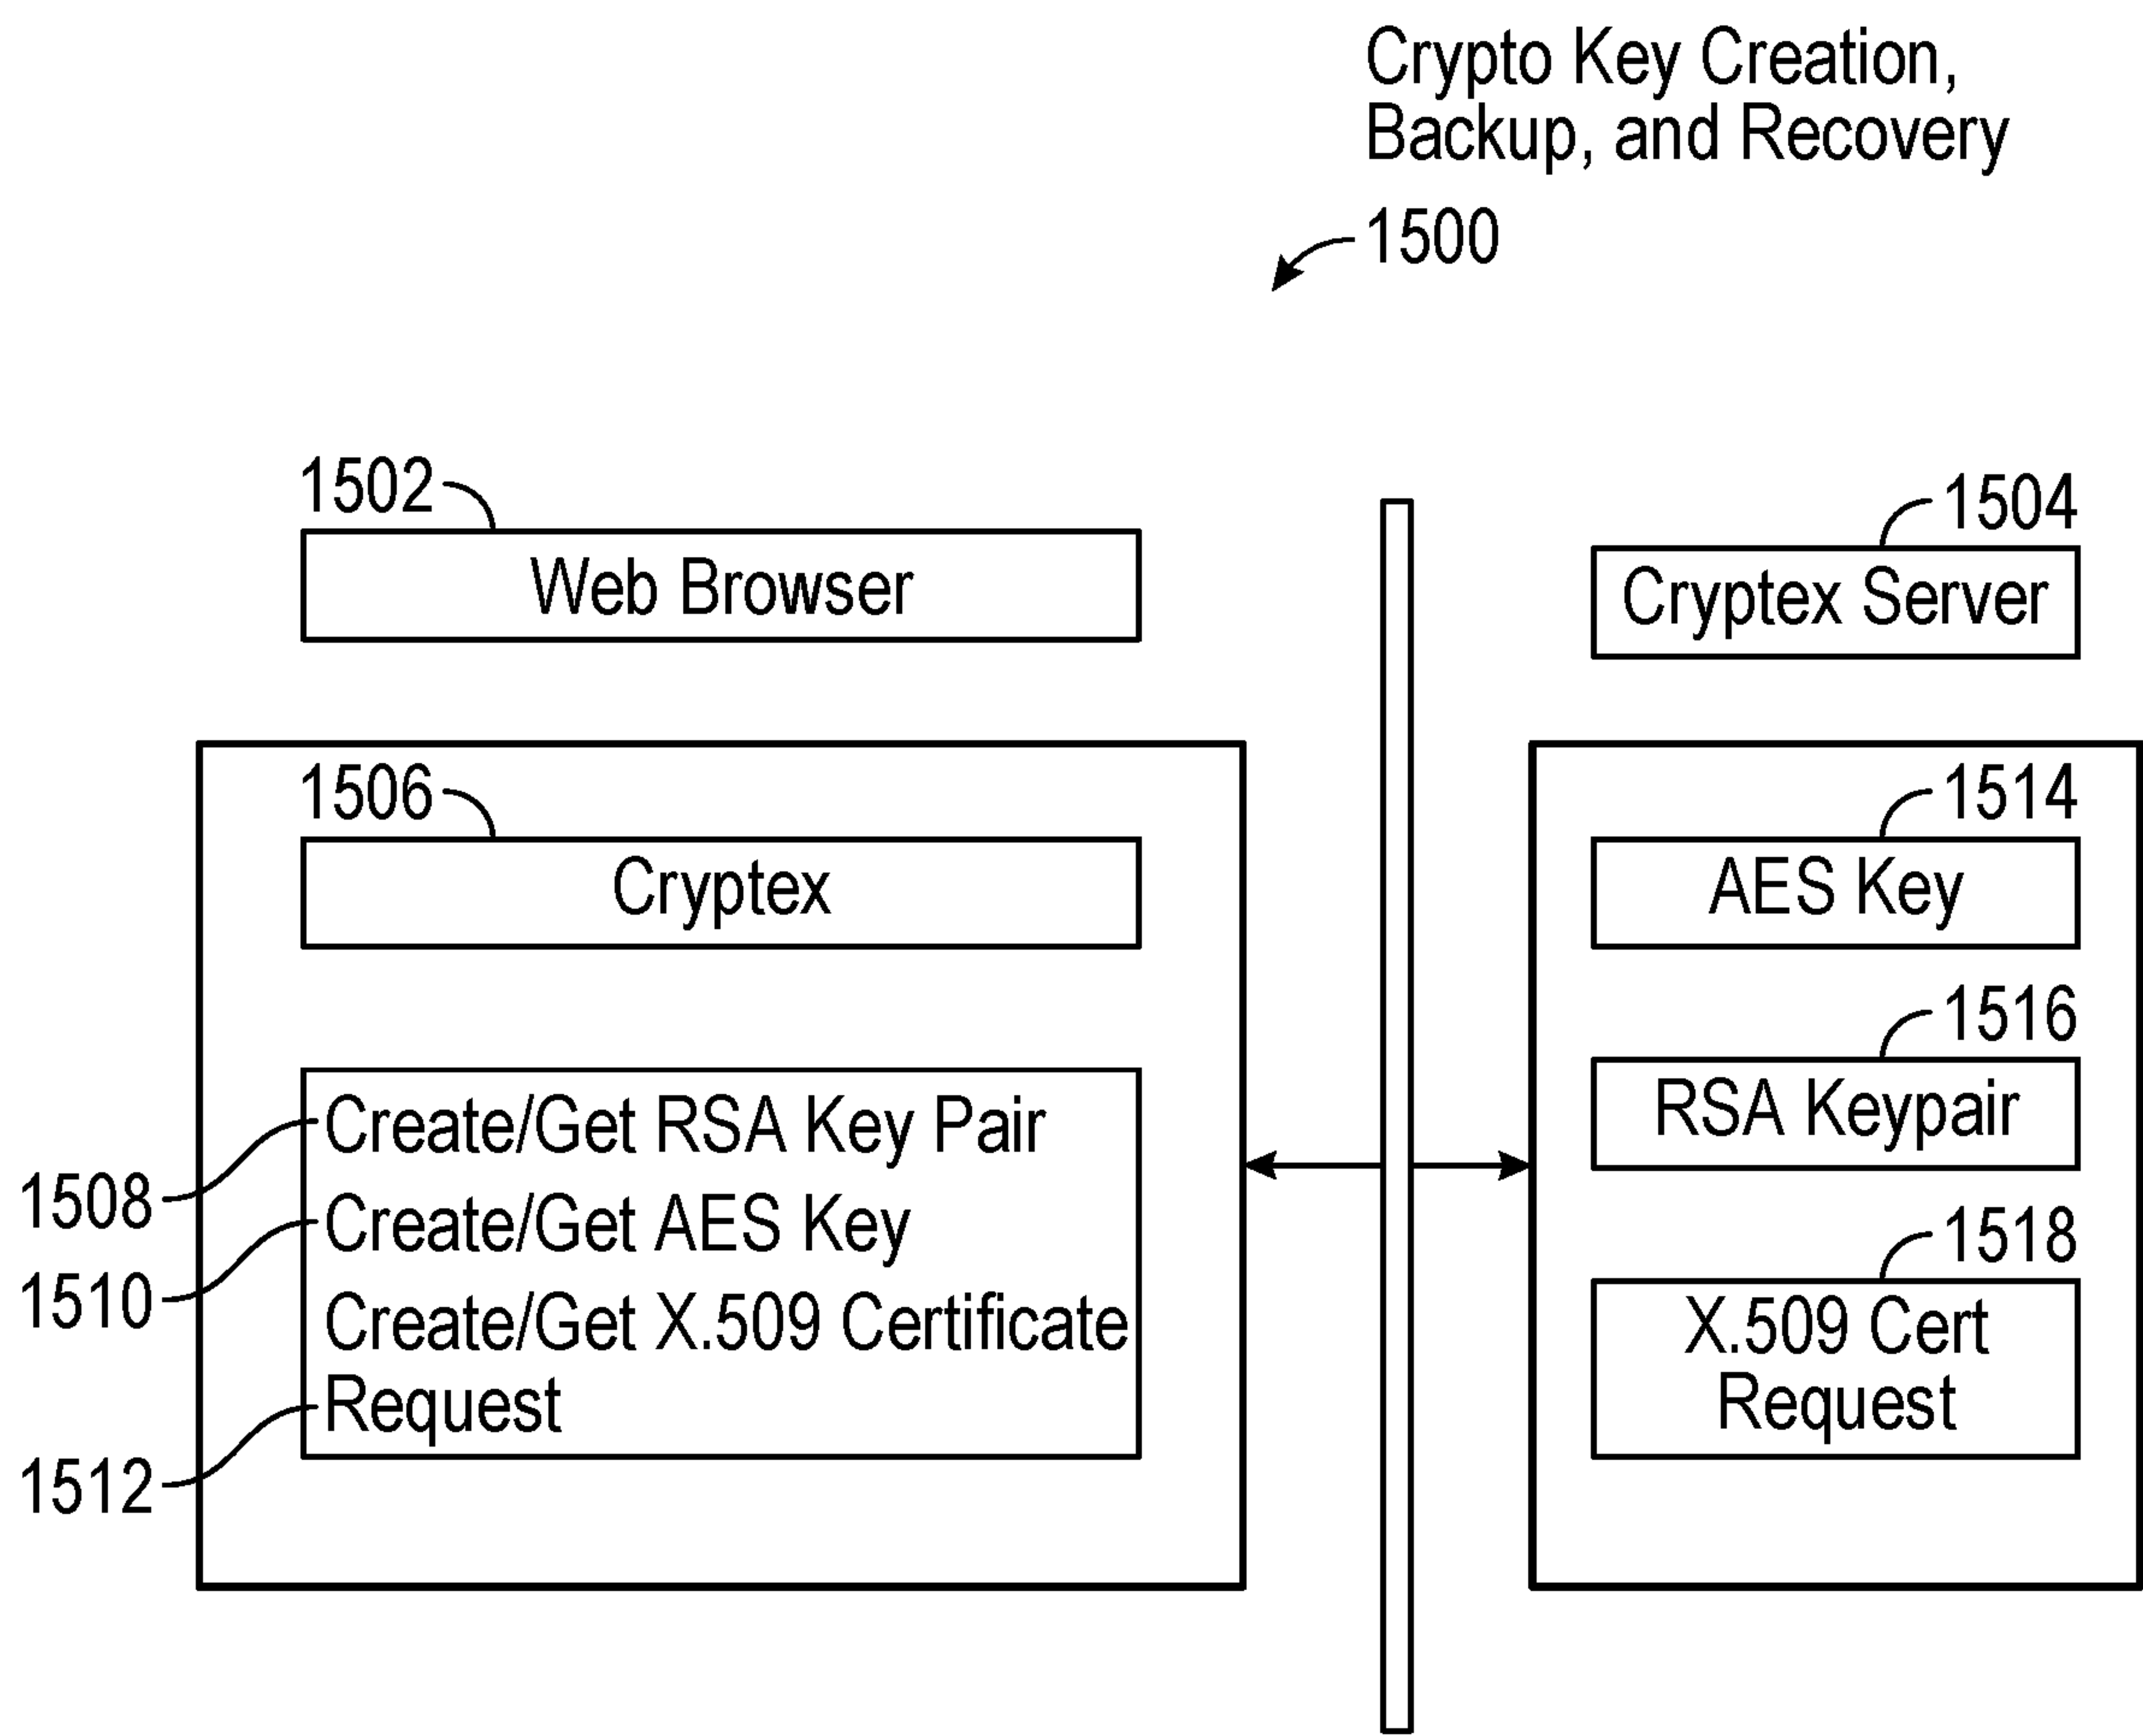 Crypto Key Creation,
Backup, and Recovery
1500
1502
Web Browser
1504
Cryptex Server
1506
Cryptex
1508
Create/Get RSA Key Pair
1510
Create/Get AES Key
1512
Create/Get X.509 Certificate
Request
1514
AES Key
1516
RSA Keypair
1518
X.509 Cert
Request